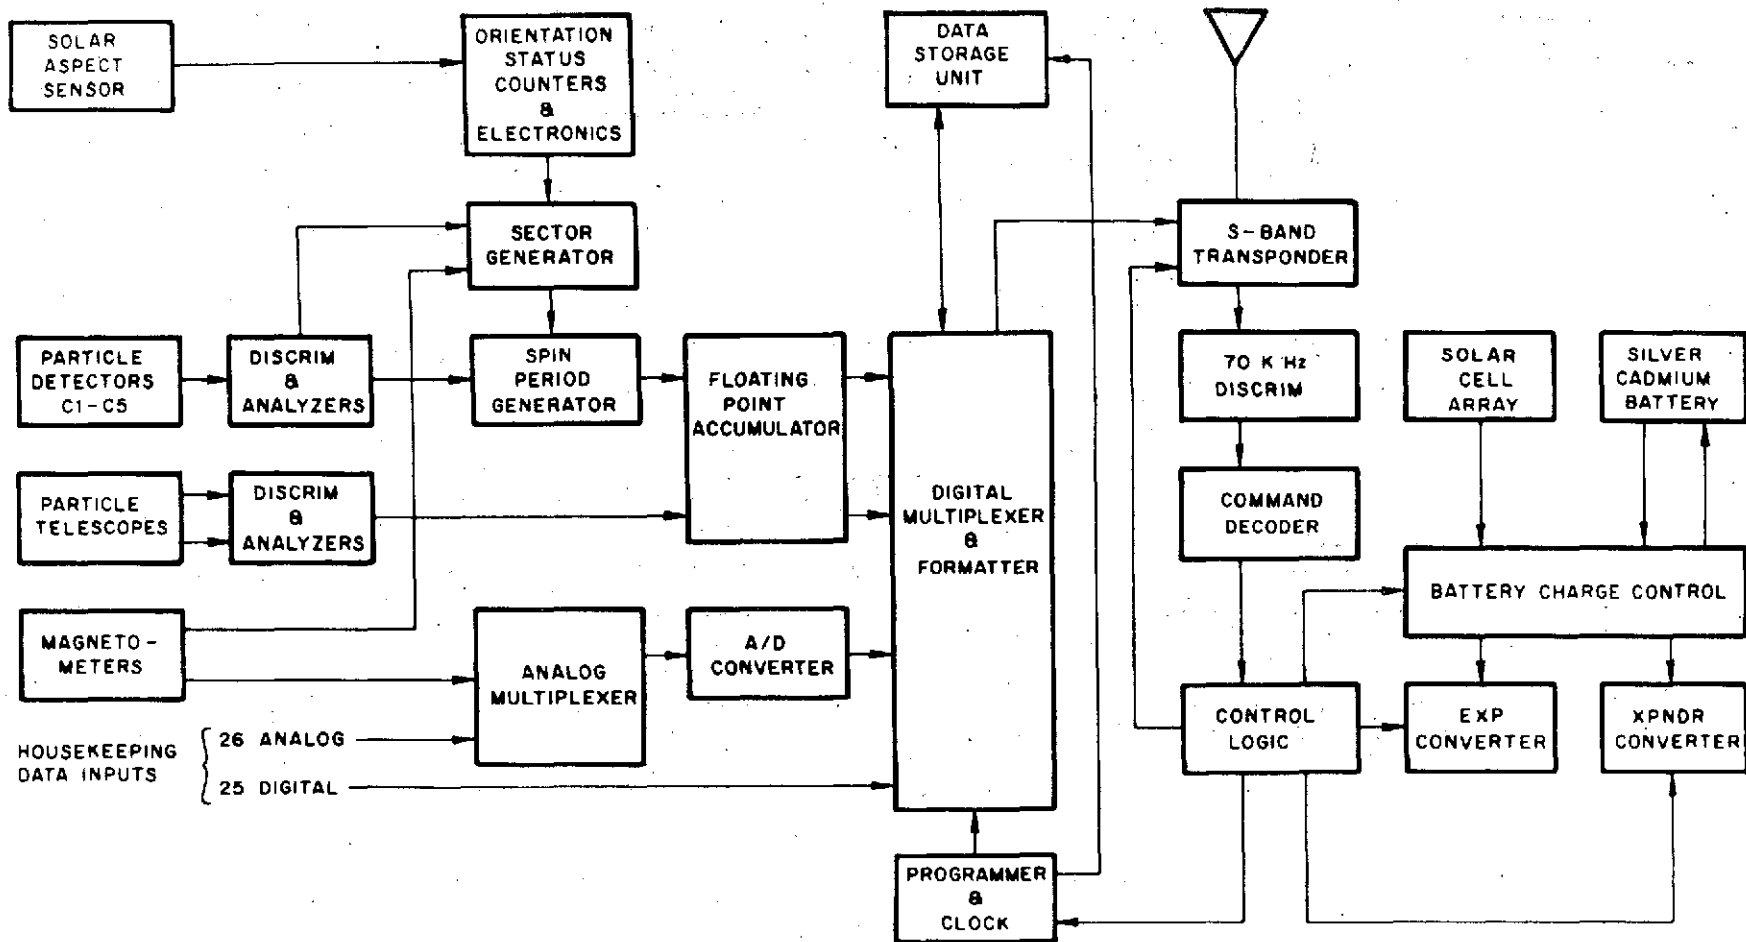 SOLAR
ASPECT
SENSOR
ORIENTATION
STATUS
COUNTERS
&
ELECTRONICS
DATA
STORAGE
UNIT
SECTOR
GENERATOR
S-BAND
TRANSPONDER
PARTICLE
DETECTORS
C1-C5
DISCRIM
&
ANALYZERS
SPIN
PERIOD
GENERATOR
FLOATING
POINT
ACCUMULATOR
70 K Hz
DISCRIM
SOLAR
CELL
ARRAY
SILVER
CADMIUM
BATTERY
PARTICLE
TELESCOPES
DISCRIM
&
ANALYZERS
DIGITAL
MULTIPLEXER
&
FORMATTER
COMMAND
DECODER
BATTERY CHARGE CONTROL
MAGNETO-
METERS
ANALOG
MULTIPLEXER
A/D
CONVERTER
CONTROL
LOGIC
EXP
CONVERTER
XPNDR
CONVERTER
HOUSEKEEPING
DATA INPUTS
26 ANALOG
25 DIGITAL
PROGRAMMER
&
CLOCK